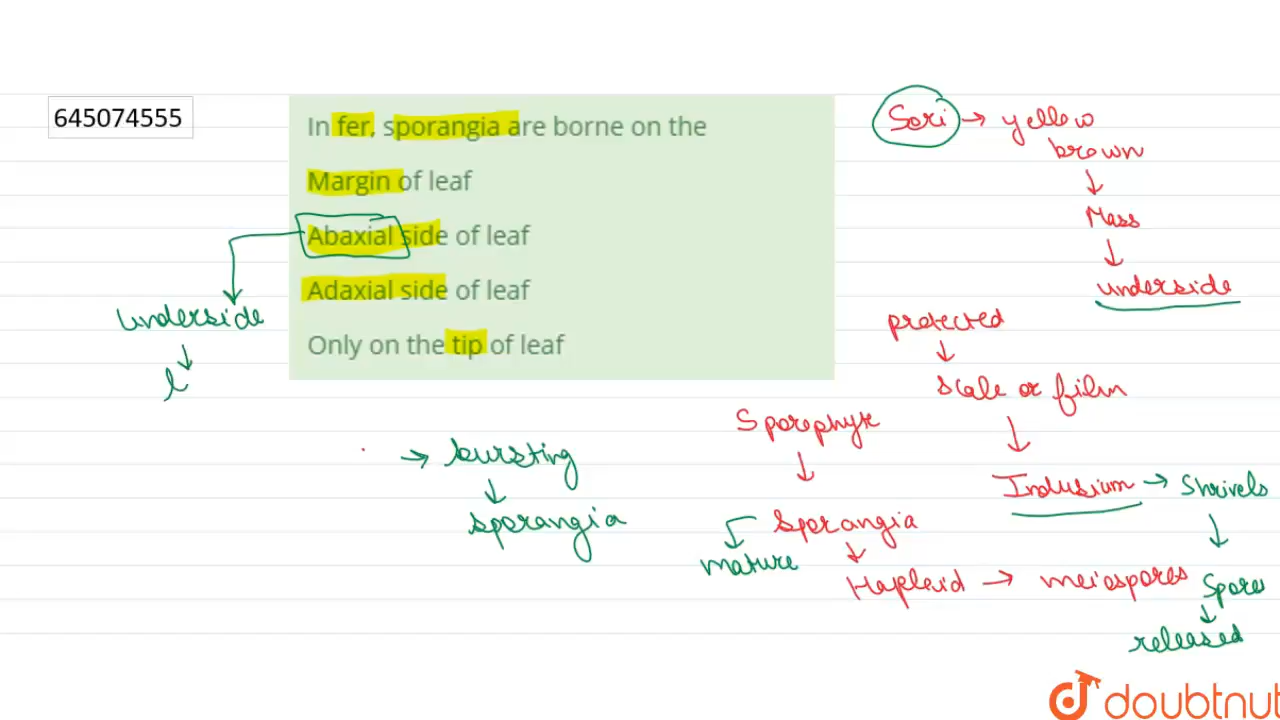 645074555
In fer, sporangia are borne on the
Margin of leaf
Abaxial side of leaf
Adaxial side of leaf
Only on the tip of leaf
underside
↓
l
→ bursting
↓
sporangia
Sori → yellow
brown
↓
Mass
↓
underside
protected
↓
scale or film
↓
Indusium → Shrivels
↓
Spores
↓
released
Sporophyte
↓
Sporangia
mature
↓
Haploid → meiospores
doubtnut